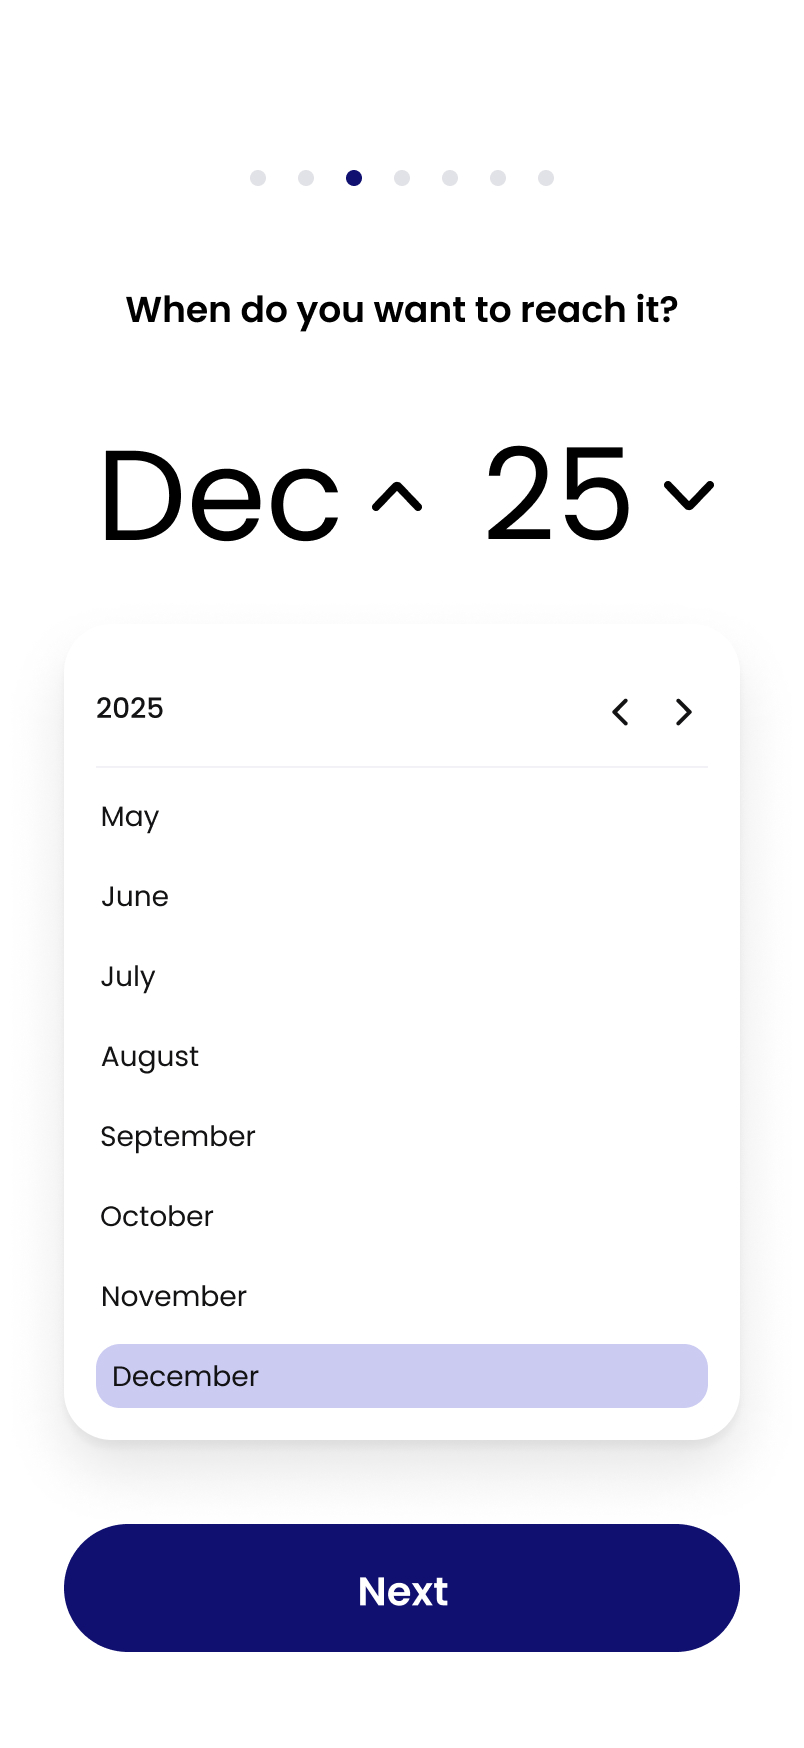 When do you want to reach it?
Dec 25
2025
May
June
July
August
September
October
November
December
Next